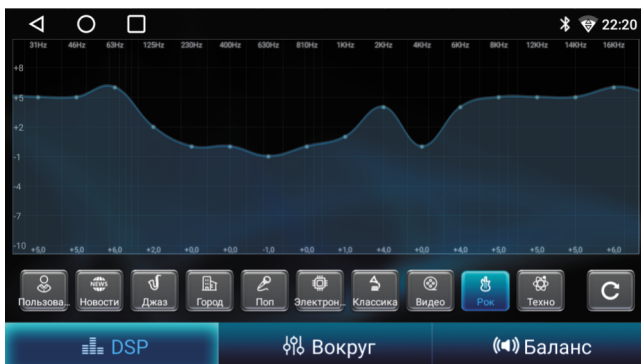 22:20
31Hz 46Hz 63Hz 125Hz 230Hz 400Hz 630Hz 810Hz 1KHz 2KHz 4KHz 6KHz 8KHz 12KHz 14KHz 16KHz
+8
+5
+2
-1
-4
-7
-10
+5,0 +5,0 +6,0 +2,0 +0,0 +0,0 -1,0 +0,0 +1,0 +4,0 +0,0 +4,0 +5,0 +5,0 +5,0 +6,0
NEWS
Пользова... Новости Джаз Город Поп Электрон... Классика Видео Рок Техно
DSP Вокруг Баланс